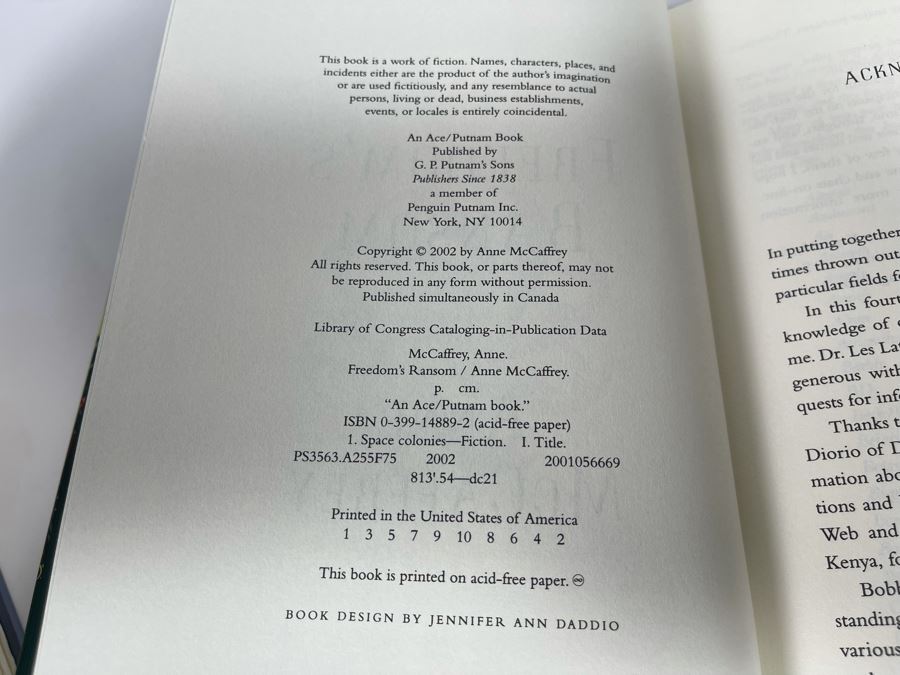 This book is a work of fiction. Names, characters, places, and
incidents either are the product of the author's imagination
or are used fictitiously, and any resemblance to actual
persons, living or dead, business establishments,
events, or locales is entirely coincidental.
An Ace/Putnam Book
Published by
G. P. Putnam's Sons
Publishers Since 1838
a member of
Penguin Putnam Inc.
New York, NY 10014
Copyright © 2002 by Anne McCaffrey
All rights reserved. This book, or parts thereof, may not
be reproduced in any form without permission.
Published simultaneously in Canada
Library of Congress Cataloging-in-Publication Data
McCaffrey, Anne.
Freedom's Ransom / Anne McCaffrey.
p. cm.
"An Ace/Putnam book."
ISBN 0-399-14889-2 (acid-free paper)
1. Space colonies—Fiction. I. Title.
PS3563.A255F75 2002 2001056669
813'.54—dc21
Printed in the United States of America
1 3 5 7 9 10 8 6 4 2
This book is printed on acid-free paper. ♾
BOOK DESIGN BY JENNIFER ANN DADDIO
ACKN
In putting together
times thrown out
particular fields f
In this fourt
knowledge of
me. Dr. Les La
generous with
quests for inf
Thanks t
Diorio of D
mation abo
tions and
Web and
Kenya, fo
Bobb
standing
various